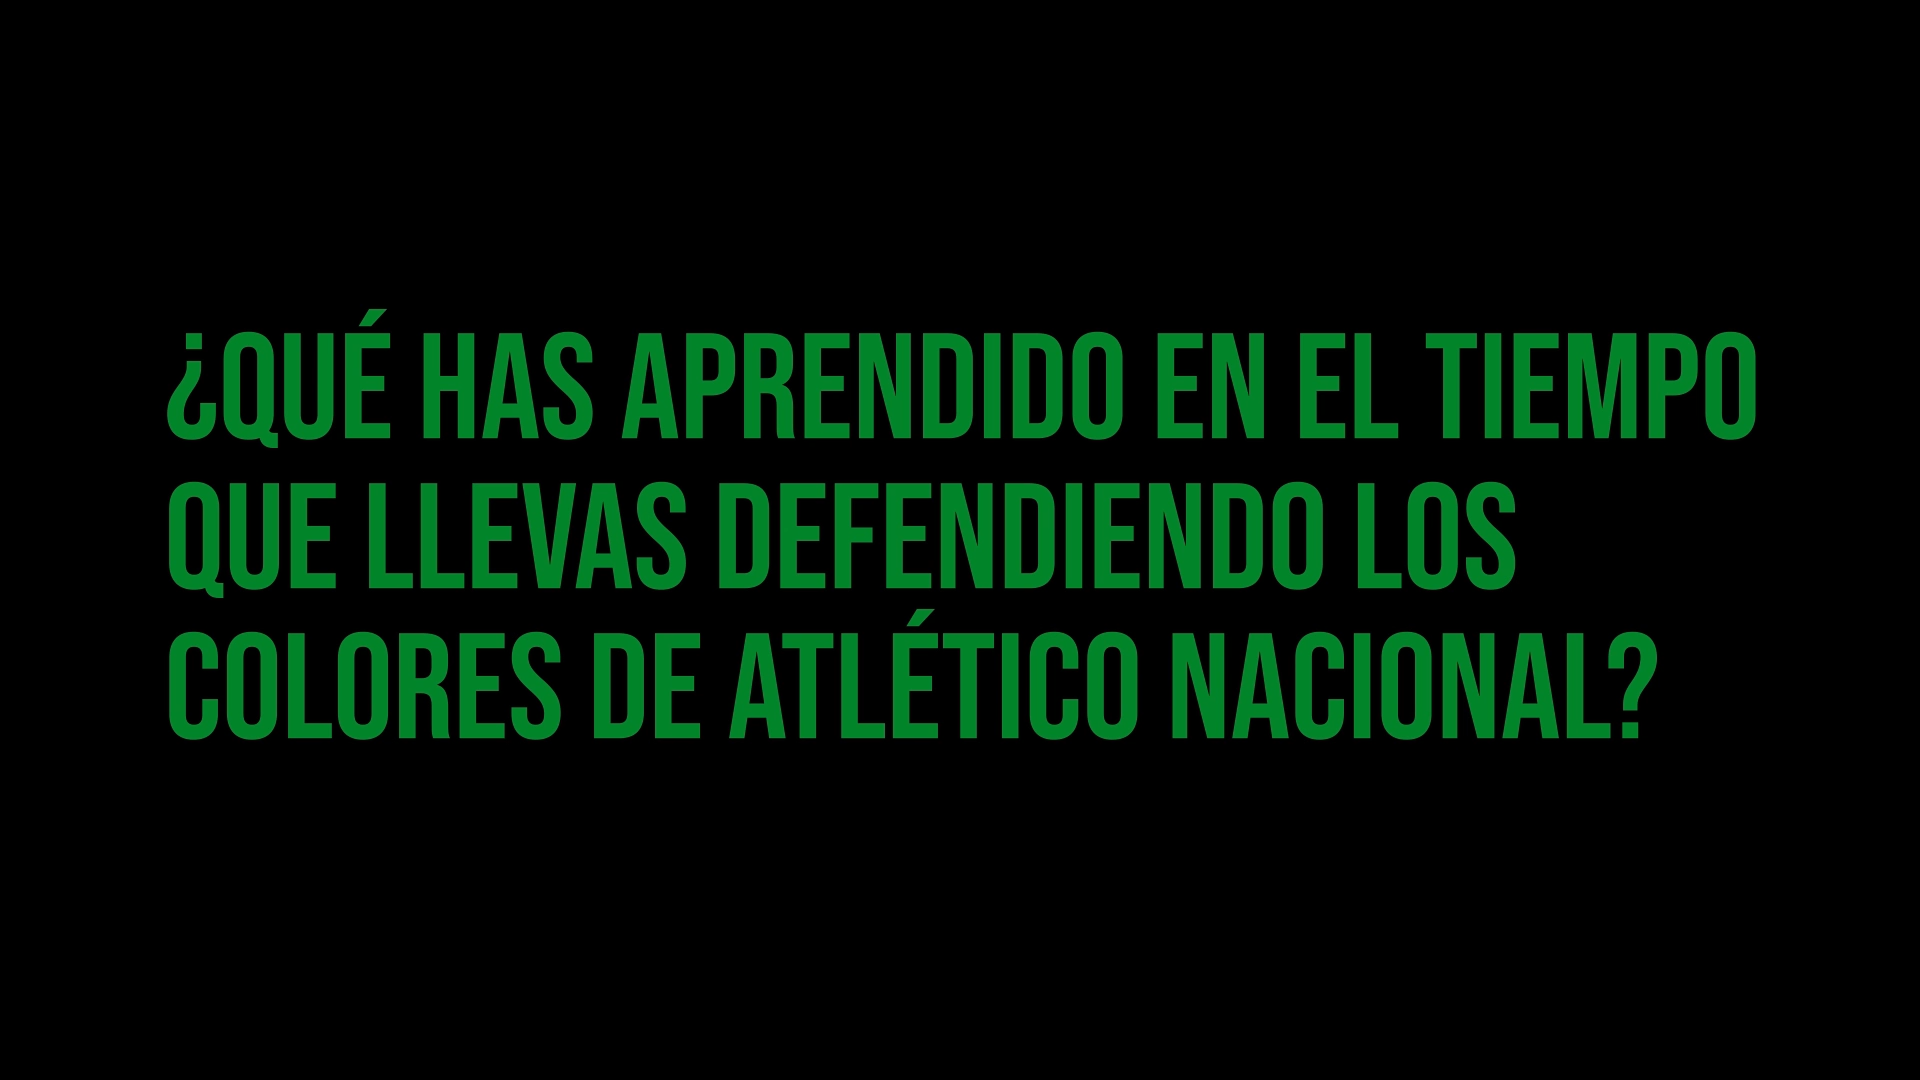 ¿QUÉ HAS APRENDIDO EN EL TIEMPO
QUE LLEVAS DEFENDIENDO LOS
COLORES DE ATLÉTICO NACIONAL?